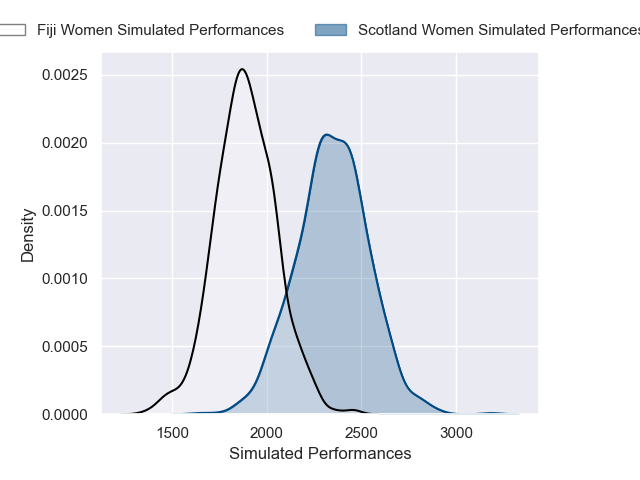 Fiji Women Simulated Performances
Scotland Women Simulated Performances
0.0025
0.0020
0.0015
0.0010
0.0005
0.0000
Density
1500
2000
2500
3000
Simulated Performances